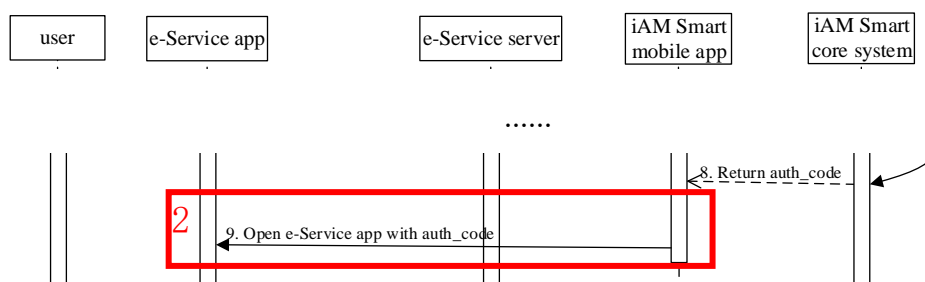 user
e-Service app
e-Service server
iAM Smart
mobile app
iAM Smart
core system
......
8. Return auth_code
2
9. Open e-Service app with auth_code